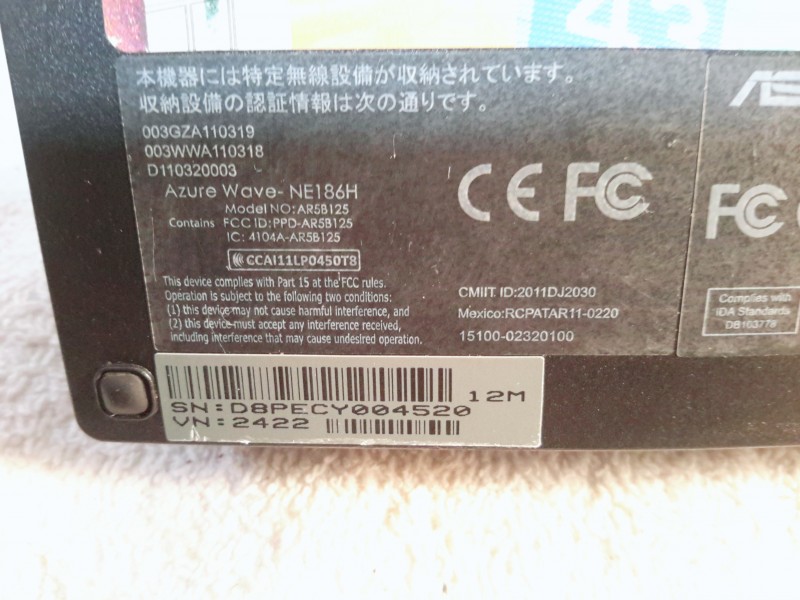 43
本機器には特定無線設備が収納されています。
収納設備の認証情報は次の通りです。
003GZA110319
003WWA110318
D110320003
Azure Wave- NE186H
Model NO: AR5B125
Contains FCC ID: PPD-AR5B125
IC: 4104A-AR5B125
CCAI11LP0450T8
This device complies with Part 15 at the FCC rules.
Operation is subject to the following two conditions:
(1) this device may not cause harmful interference, and
(2) this device must accept any interference received,
including interference that may cause undesired operation.
CE FC
CMIIT ID:2011DJ2030
Mexico:RCPATAR11-0220
15100-02320100
FC
Complies with
IDA Standards
DB103778
12M
SN:D8PECY004520
VN:2422